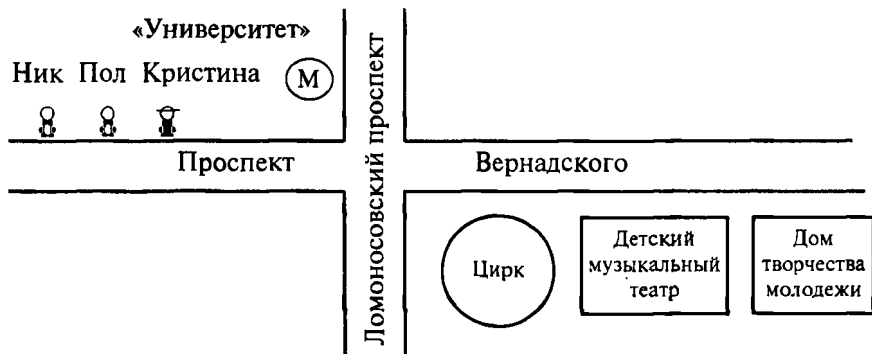 «Университет»
Ник Пол Кристина
М
Проспект Вернадского
Ломоносовский проспект
Цирк
Детский
музыкальный
театр
Дом
творчества
молодежи